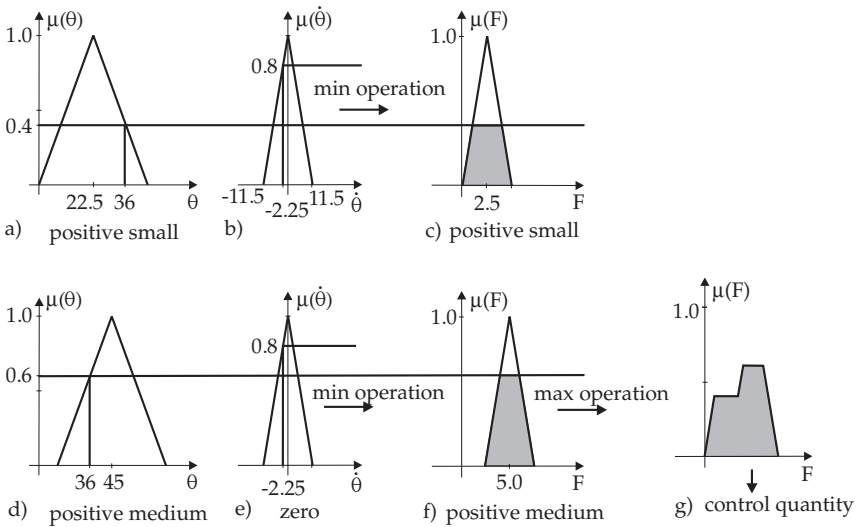 μ(θ)
1.0
0.4
22.5
36
θ
a) positive small
μ(θ̇)
0.8
min operation
-11.5
-2.25
11.5
θ̇
b)
μ(F)
1.0
2.5
F
c) positive small
μ(θ)
1.0
0.6
36 45
θ
d) positive medium
μ(θ̇)
1.0
0.8
min operation
-2.25
θ̇
e) zero
μ(F)
1.0
max operation
5.0
F
f) positive medium
μ(F)
1.0
F
g) control quantity